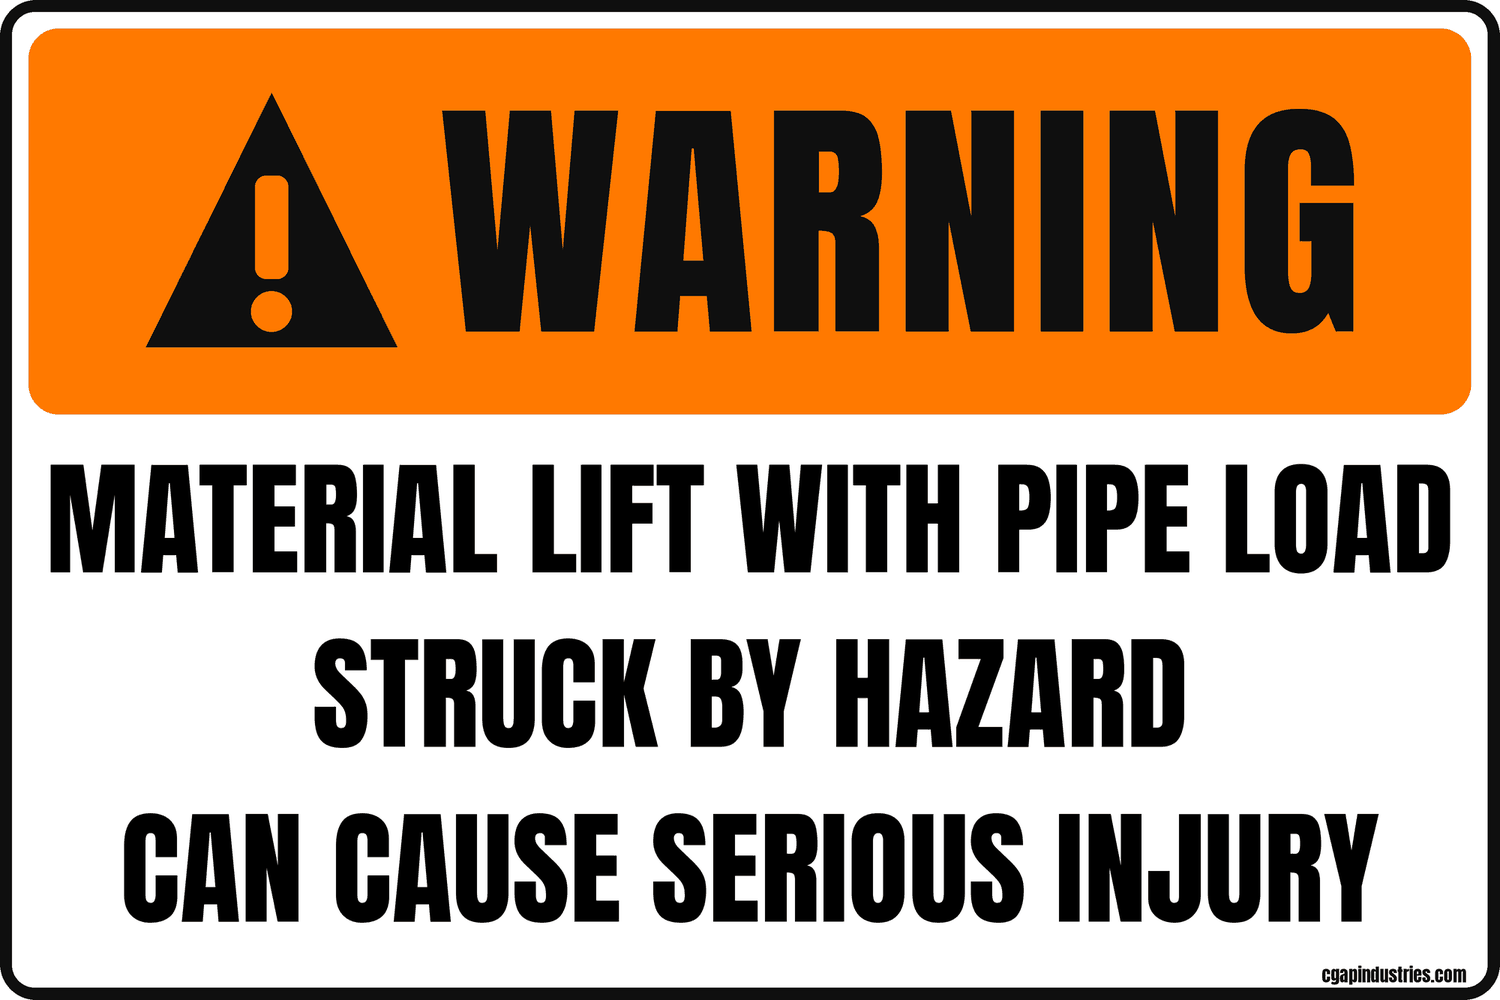 WARNING
MATERIAL LIFT WITH PIPE LOAD
STRUCK BY HAZARD
CAN CAUSE SERIOUS INJURY
cgapindustries.com